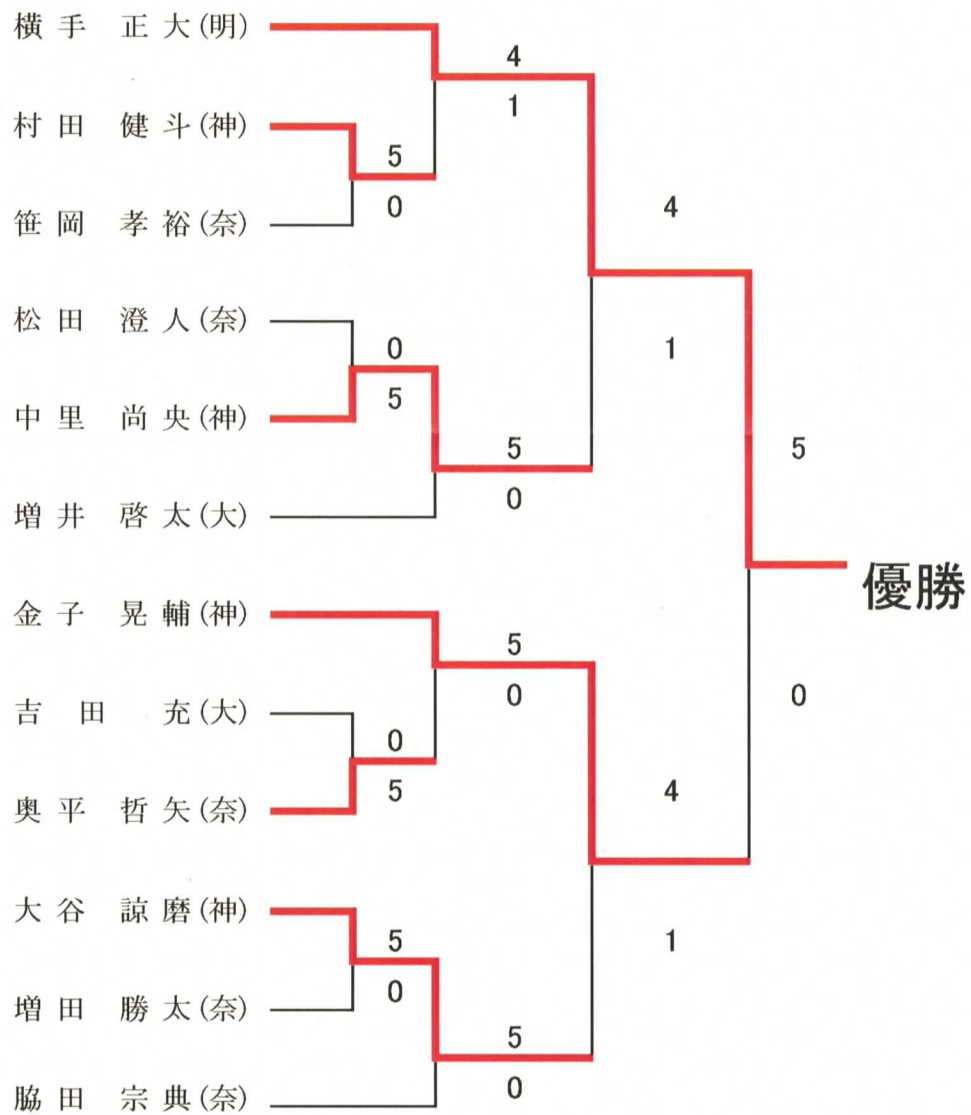 横手 正大(明)
4
1
村田 健斗(神)
5
0
笹岡 孝裕(奈)
4
松田 澄人(奈)
0
1
5
中里 尚央(神)
5
5
0
増井 啓太(大)
優勝
金子 晃輔(神)
5
0
吉田 充(大)
0
0
5
4
奥平 哲矢(奈)
大谷 諒磨(神)
5
1
0
増田 勝太(奈)
5
0
脇田 宗典(奈)